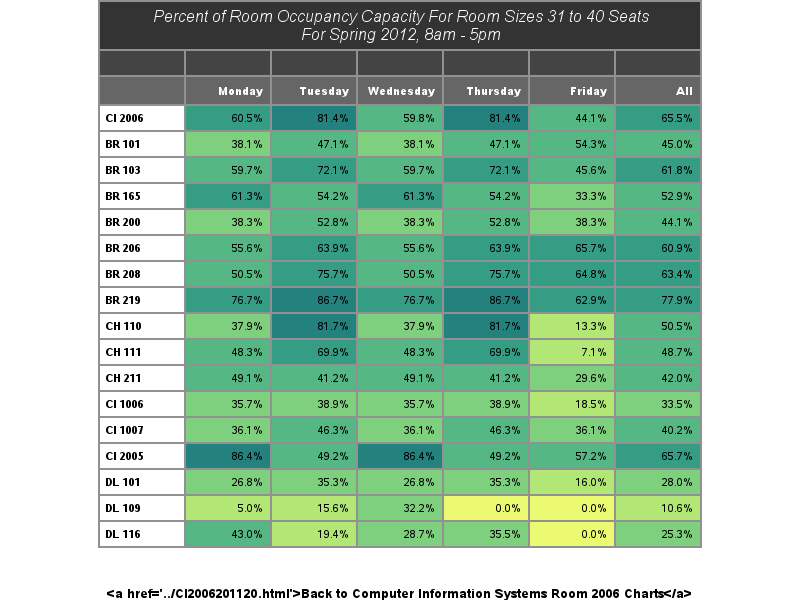 Percent of Room Occupancy Capacity For Room Sizes 31 to 40 Seats
For Spring 2012, 8am - 5pm
Monday Tuesday Wednesday Thursday Friday All
CI 2006 60.5% 81.4% 59.8% 81.4% 44.1% 65.5%
BR 101 38.1% 47.1% 38.1% 47.1% 54.3% 45.0%
BR 103 59.7% 72.1% 59.7% 72.1% 45.6% 61.8%
BR 165 61.3% 54.2% 61.3% 54.2% 33.3% 52.9%
BR 200 38.3% 52.8% 38.3% 52.8% 38.3% 44.1%
BR 206 55.6% 63.9% 55.6% 63.9% 65.7% 60.9%
BR 208 50.5% 75.7% 50.5% 75.7% 64.8% 63.4%
BR 219 76.7% 86.7% 76.7% 86.7% 62.9% 77.9%
CH 110 37.9% 81.7% 37.9% 81.7% 13.3% 50.5%
CH 111 48.3% 69.9% 48.3% 69.9% 7.1% 48.7%
CH 211 49.1% 41.2% 49.1% 41.2% 29.6% 42.0%
CI 1006 35.7% 38.9% 35.7% 38.9% 18.5% 33.5%
CI 1007 36.1% 46.3% 36.1% 46.3% 36.1% 40.2%
CI 2005 86.4% 49.2% 86.4% 49.2% 57.2% 65.7%
DL 101 26.8% 35.3% 26.8% 35.3% 16.0% 28.0%
DL 109 5.0% 15.6% 32.2% 0.0% 0.0% 10.6%
DL 116 43.0% 19.4% 28.7% 35.5% 0.0% 25.3%
<a href='../CI2006201120.html'>Back to Computer Information Systems Room 2006 Charts</a>